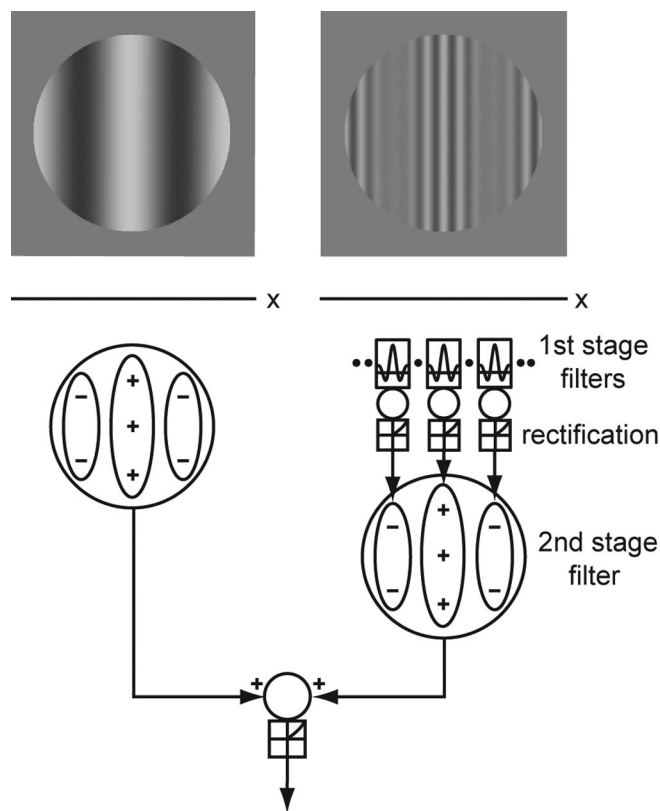 x
x
1st stage
filters
rectification
− + −
+
− + −
− + −
+
− + −
2nd stage
filter
+ +